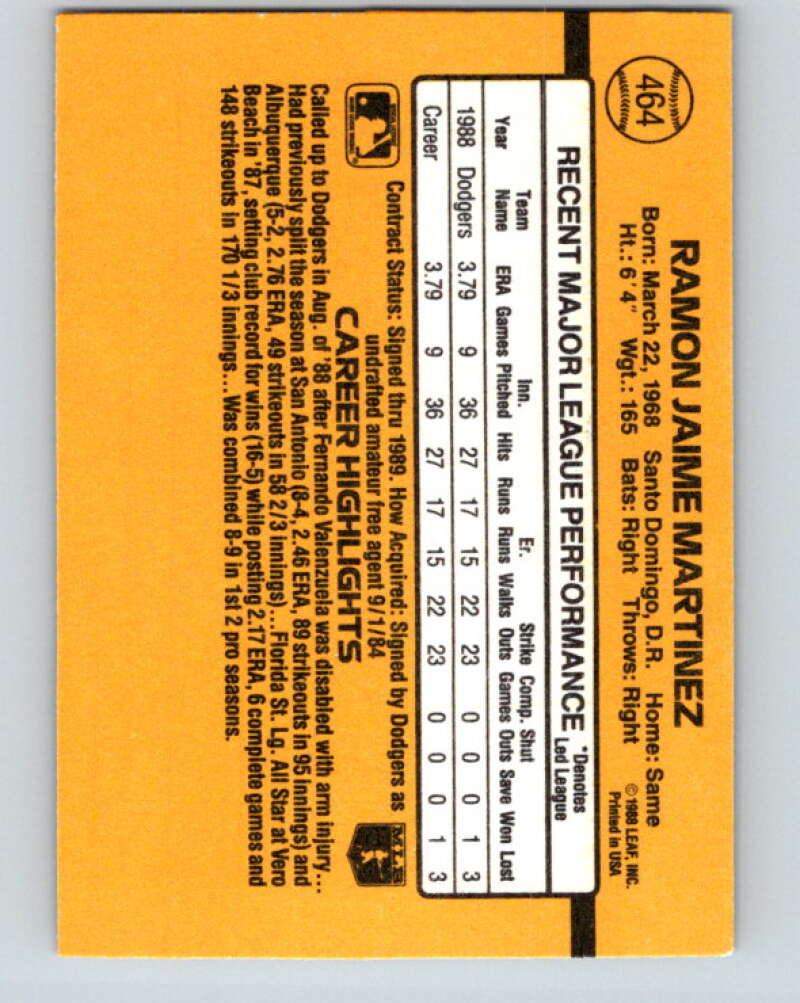 464
RAMON JAIME MARTINEZ
Born: March 22, 1968 Santo Domingo, D.R. Home: Same
Ht.: 6'4" Wgt.: 165 Bats: Right Throws: Right
©1988 LEAF, INC.
Printed in USA
RECENT MAJOR LEAGUE PERFORMANCE *Denotes
Led League
Team Inn. Er. Strike Comp. Shut
Year Name ERA Games Pitched Hits Runs Runs Walks Outs Games Outs Save Won Lost
1988 Dodgers 3.79 9 36 27 17 15 22 23 0 0 0 1 3
Career 3.79 9 36 27 17 15 22 23 0 0 0 1 3
Contract Status: Signed thru 1989. How Acquired: Signed by Dodgers as
undrafted amateur free agent 9/1/84
MLB
CAREER HIGHLIGHTS
Called up to Dodgers in Aug. of '88 after Fernando Valenzuela was disabled with arm injury...
Had previously split the season at San Antonio (8-4, 2.46 ERA, 89 strikeouts in 95 innings) and
Albuquerque (5-2, 2.76 ERA, 49 strikeouts in 58 2/3 innings)...Florida St. Lg. All Star at Vero
Beach in '87, setting club record for wins (16-5) while posting 2.17 ERA, 6 complete games and
148 strikeouts in 170 1/3 innings...Was combined 8-9 in 1st 2 pro seasons.